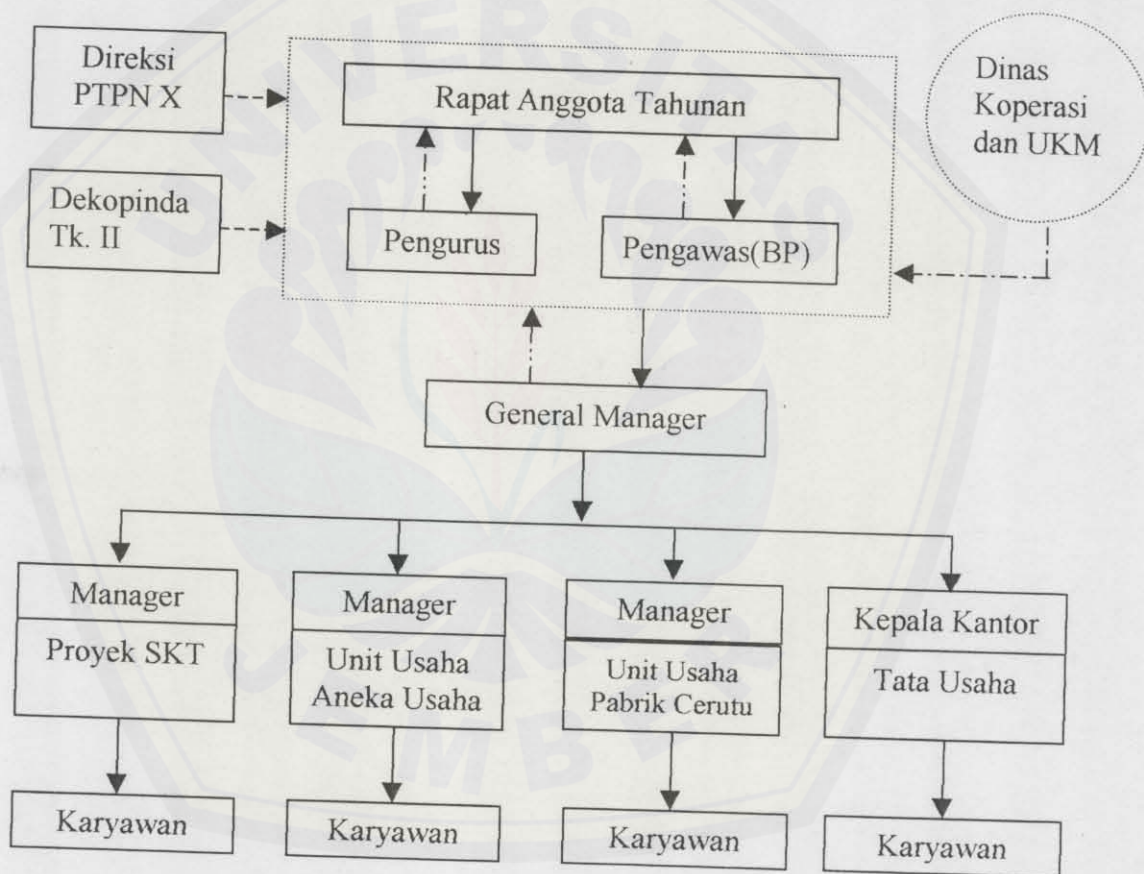 Direksi
PTPN X
Rapat Anggota Tahunan
Dinas
Koperasi
dan UKM
Dekopinda
Tk. II
Pengurus
Pengawas(BP)
General Manager
Manager
Proyek SKT
Manager
Unit Usaha
Aneka Usaha
Manager
Unit Usaha
Pabrik Cerutu
Kepala Kantor
Tata Usaha
Karyawan
Karyawan
Karyawan
Karyawan
UNIVERSITAS
JEMBER